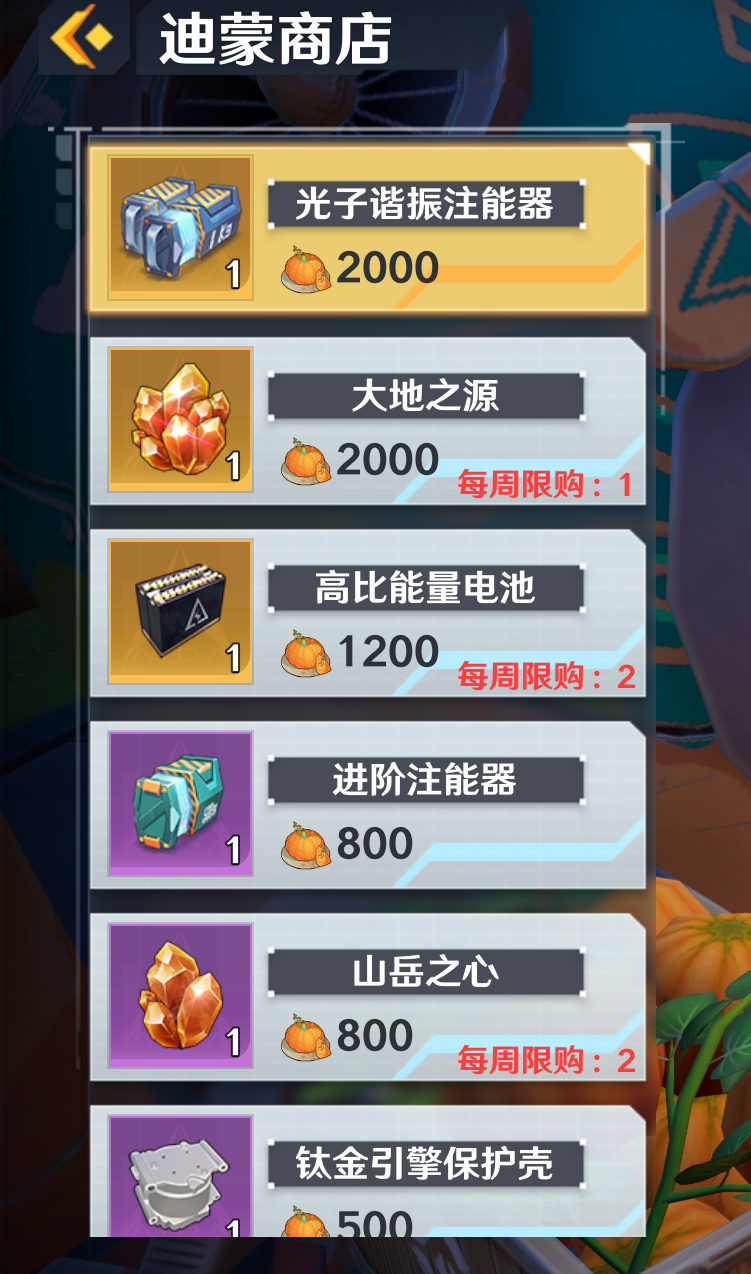 迪蒙商店
光子谐振注能器
1 Kg
1
2000
大地之源
1
2000
每周限购：1
高比能量电池
1
1200
每周限购：2
进阶注能器
1
800
山岳之心
1
800
每周限购：2
钛金引擎保护壳
1
500